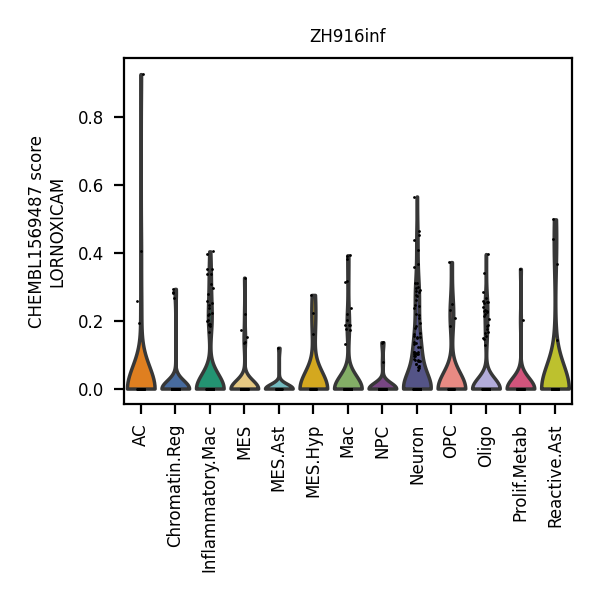 ZH916inf
CHEMBL1569487 score
LORNOXICAM
0.8
0.6
0.4
0.2
0.0
AC
Chromatin.Reg
Inflammatory.Mac
MES
MES.Ast
MES.Hyp
Mac
NPC
Neuron
OPC
Oligo
Prolif.Metab
Reactive.Ast